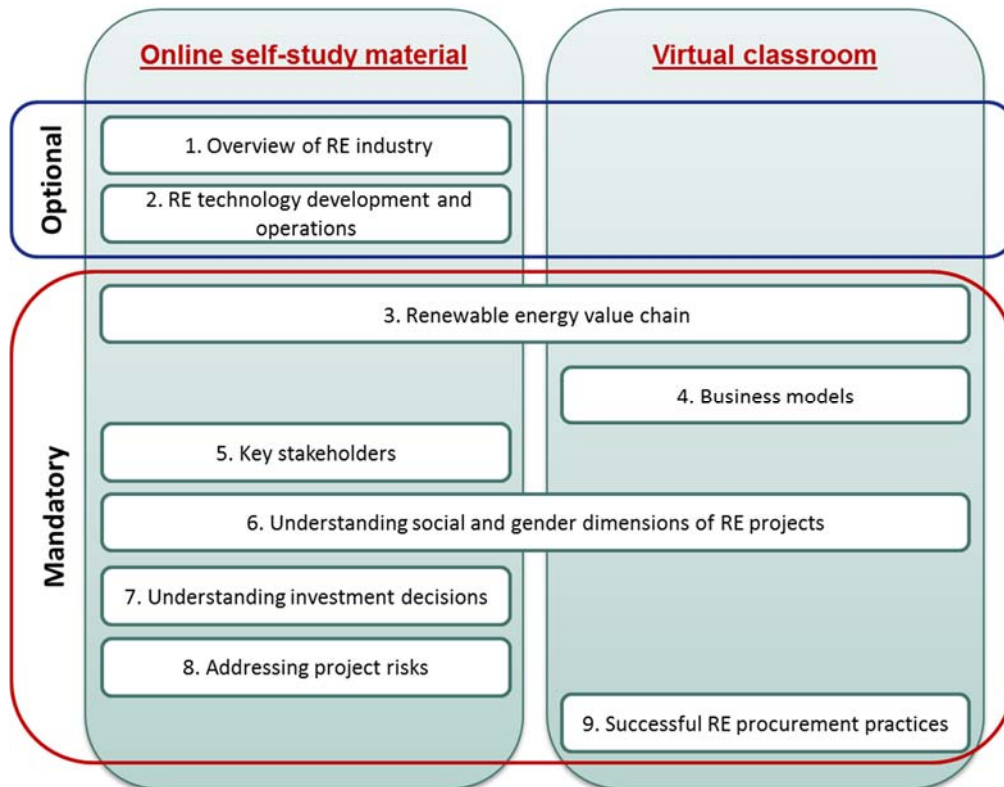 Online self-study material
Virtual classroom
Optional
1. Overview of RE industry
2. RE technology development and
operations
Mandatory
3. Renewable energy value chain
4. Business models
5. Key stakeholders
6. Understanding social and gender dimensions of RE projects
7. Understanding investment decisions
8. Addressing project risks
9. Successful RE procurement practices